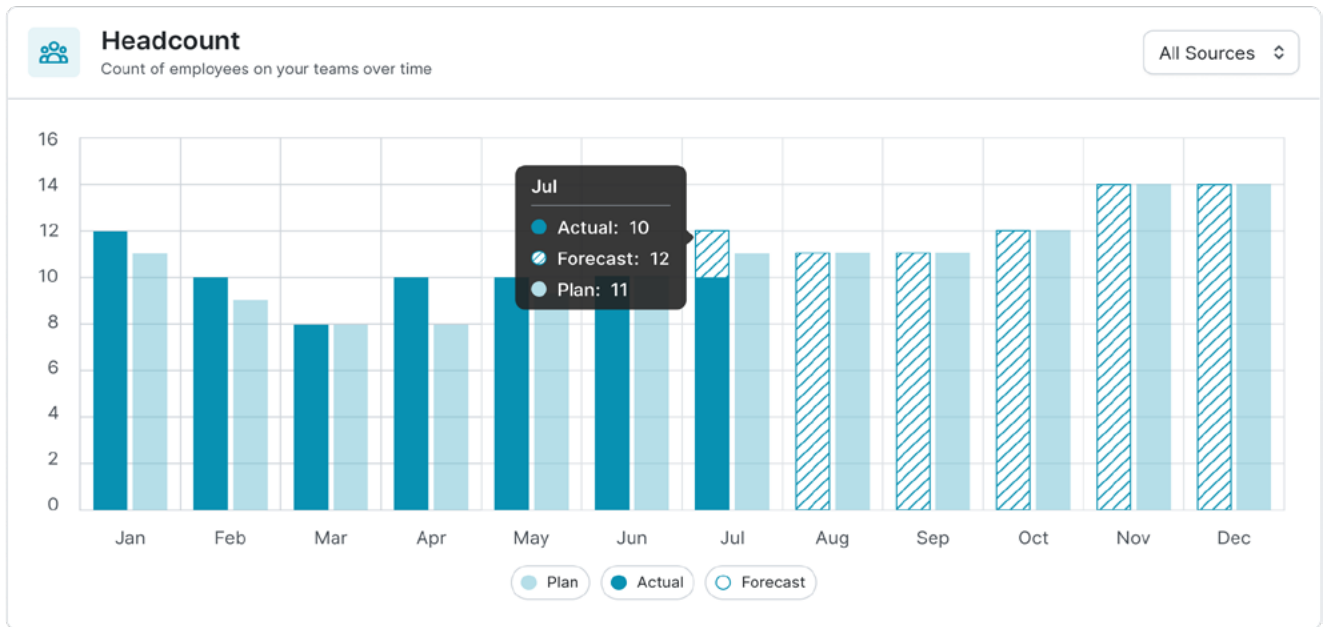 Headcount
Count of employees on your teams over time
All Sources
16
14
12
10
8
6
4
2
0
Jul
Actual: 10
Forecast: 12
Plan: 11
Jan Feb Mar Apr May Jun Jul Aug Sep Oct Nov Dec
Plan Actual Forecast